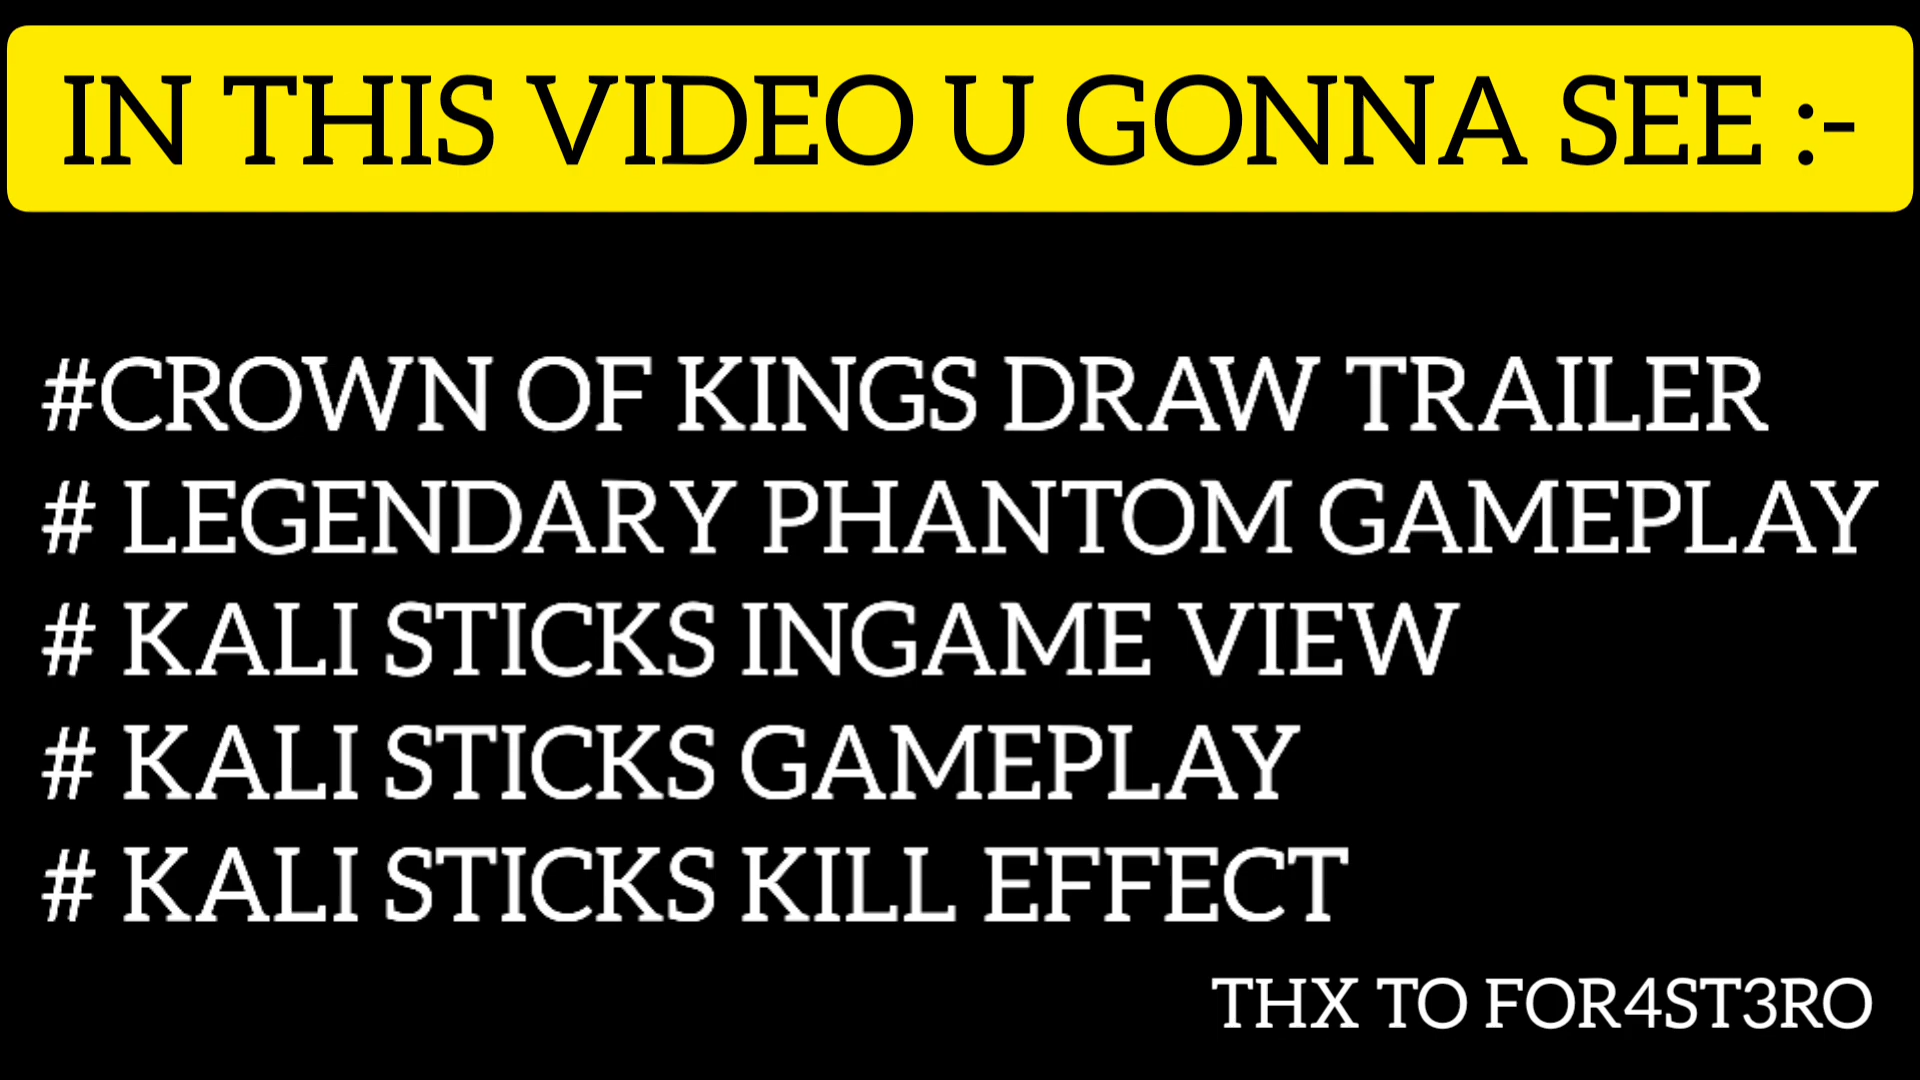 IN THIS VIDEO U GONNA SEE :-
#CROWN OF KINGS DRAW TRAILER
# LEGENDARY PHANTOM GAMEPLAY
# KALI STICKS INGAME VIEW
# KALI STICKS GAMEPLAY
# KALI STICKS KILL EFFECT
THX TO FOR4ST3RO